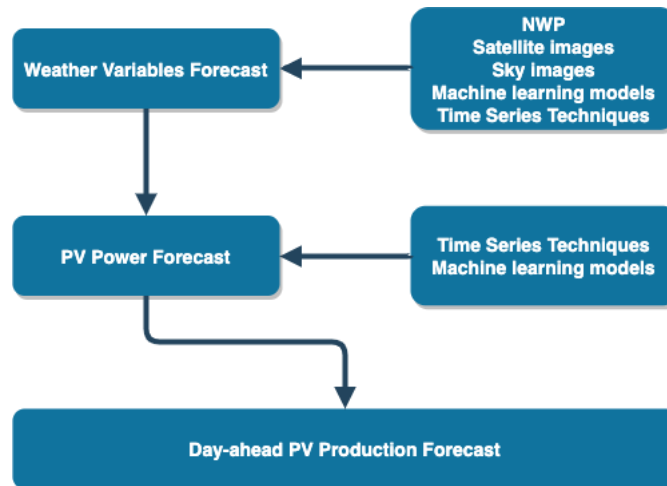 Weather Variables Forecast
NWP
Satellite images
Sky images
Machine learning models
Time Series Techniques
PV Power Forecast
Time Series Techniques
Machine learning models
Day-ahead PV Production Forecast